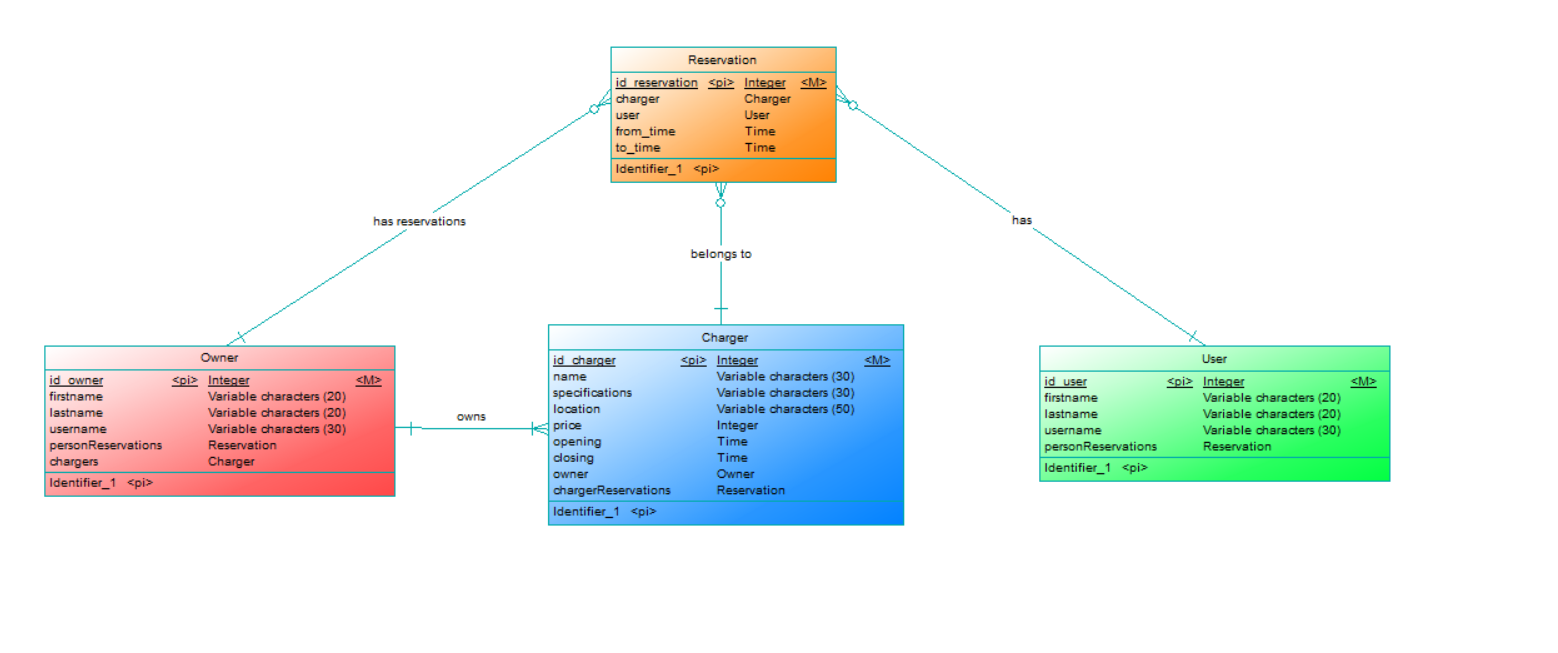 Reservation
id_reservation <pi> Integer <M>
charger Charger
user User
from_time Time
to_time Time
Identifier_1 <pi>
has reservations
has
belongs to
Owner
id_owner <pi> Integer <M>
firstname Variable characters (20)
lastname Variable characters (20)
username Variable characters (30)
personReservations Reservation
chargers Charger
Identifier_1 <pi>
owns
Charger
id_charger <pi> Integer <M>
name Variable characters (30)
specifications Variable characters (30)
location Variable characters (50)
price Integer
opening Time
closing Time
owner Owner
chargerReservations Reservation
Identifier_1 <pi>
User
id_user <pi> Integer <M>
firstname Variable characters (20)
lastname Variable characters (20)
username Variable characters (30)
personReservations Reservation
Identifier_1 <pi>